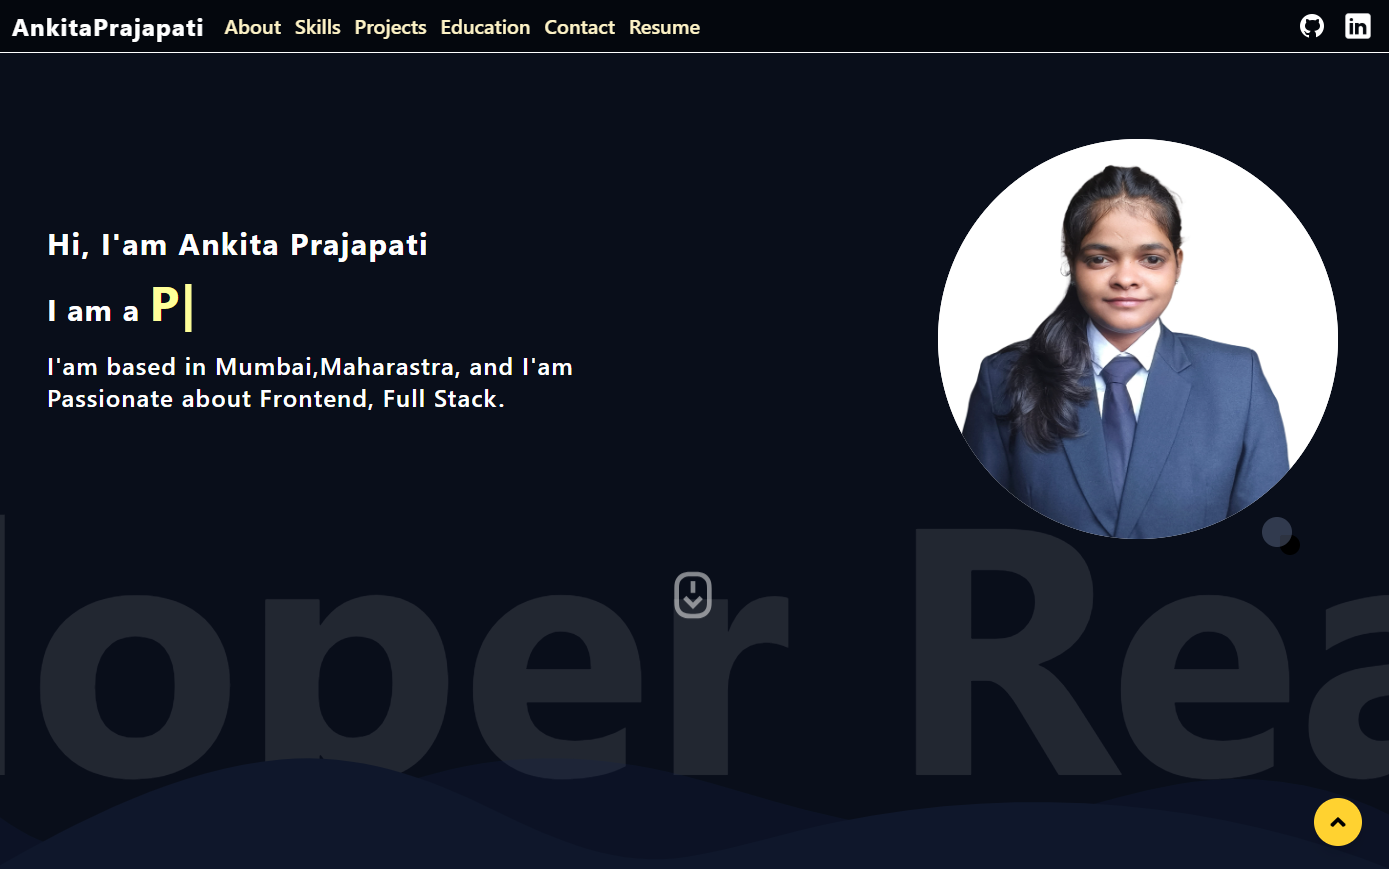 AnkitaPrajapati About Skills Projects Education Contact Resume
Hi, I'am Ankita Prajapati
I am a P|
I'am based in Mumbai,Maharastra, and I'am
Passionate about Frontend, Full Stack.
loper Rea